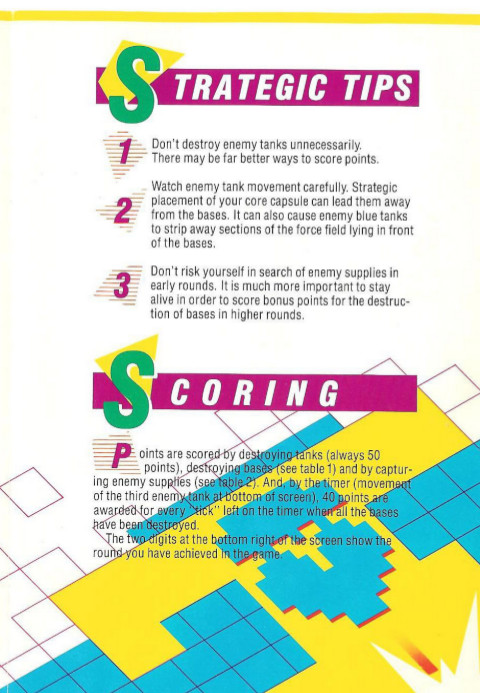 STRATEGIC TIPS
1 Don't destroy enemy tanks unnecessarily.
There may be far better ways to score points.
2 Watch enemy tank movement carefully. Strategic
placement of your core capsule can lead them away
from the bases. It can also cause enemy blue tanks
to strip away sections of the force field lying in front
of the bases.
3 Don't risk yourself in search of enemy supplies in
early rounds. It is much more important to stay
alive in order to score bonus points for the destruc-
tion of bases in higher rounds.
SCORING
Points are scored by destroying tanks (always 50
points), destroying bases (see table 1) and by captur-
ing enemy supplies (see table 2). And, by the timer (movement
of the third enemy tank at bottom of screen), 40 points are
awarded for every "tick" left on the timer when all the bases
have been destroyed.
The two digits at the bottom right of the screen show the
round you have achieved in the game.